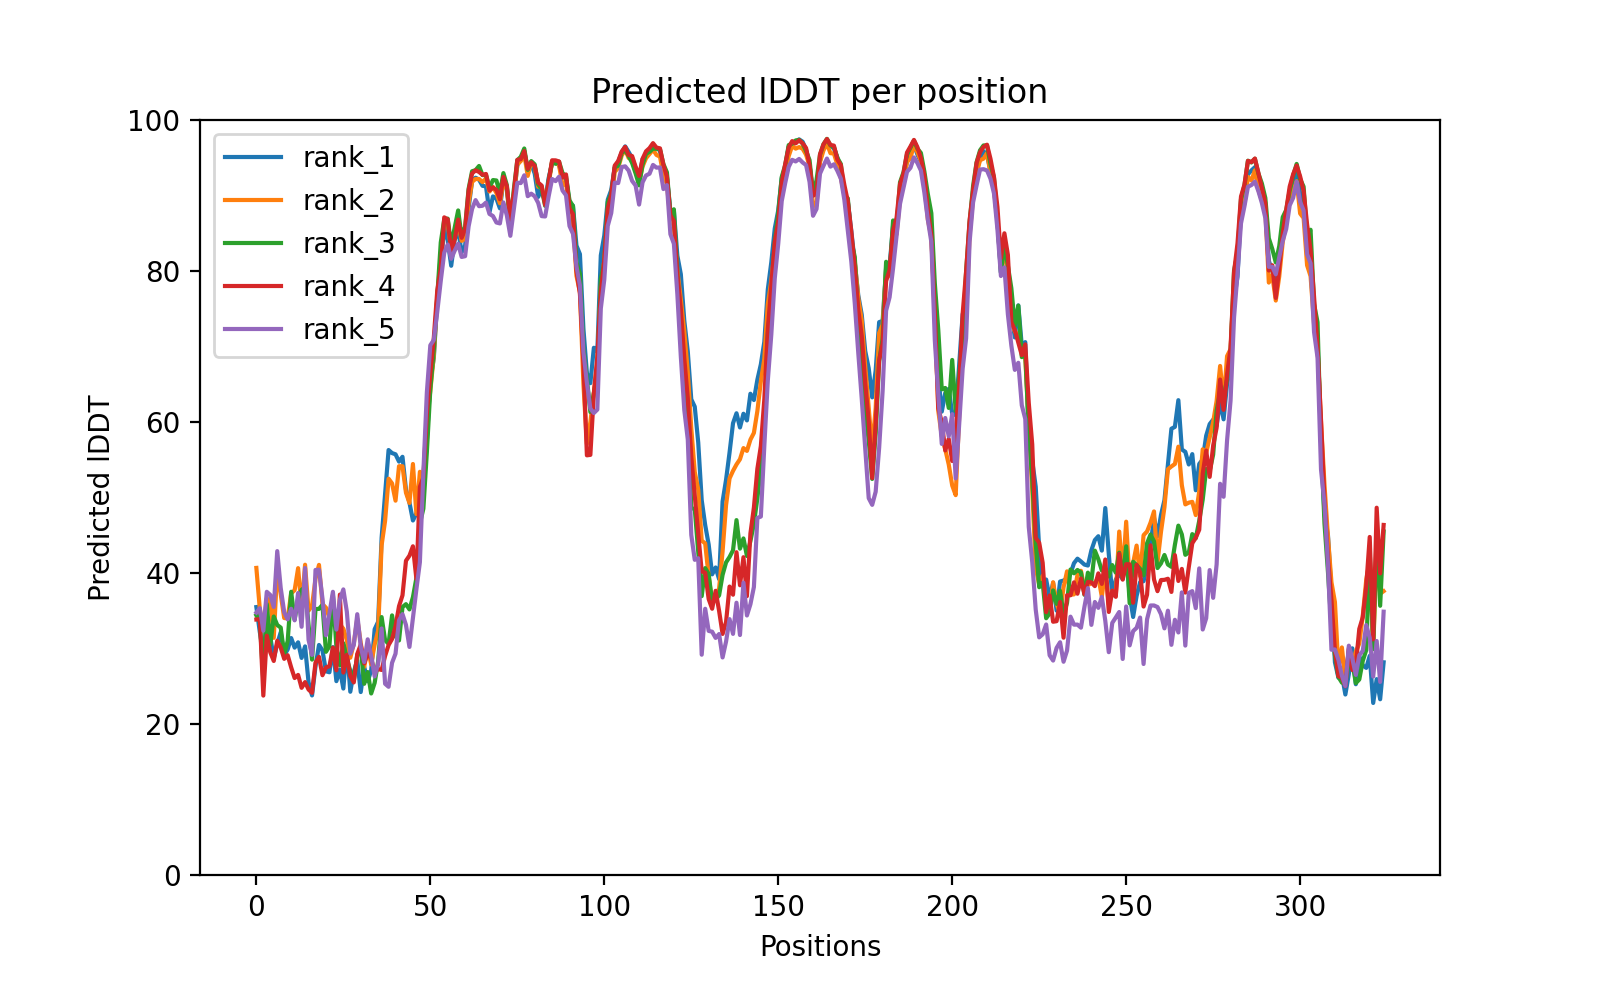 Predicted lDDT per position
100
80
60
40
20
0
Predicted lDDT
rank_1
rank_2
rank_3
rank_4
rank_5
0 50 100 150 200 250 300
Positions